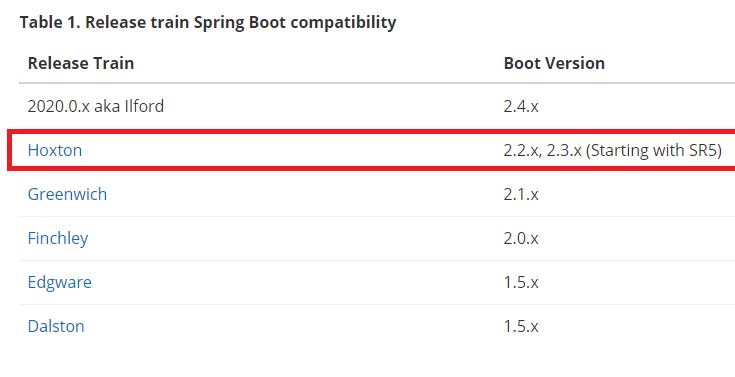 Table 1. Release train Spring Boot compatibility
Release Train Boot Version
2020.0.x aka Ilford 2.4.x
Hoxton 2.2.x, 2.3.x (Starting with SR5)
Greenwich 2.1.x
Finchley 2.0.x
Edgware 1.5.x
Dalston 1.5.x